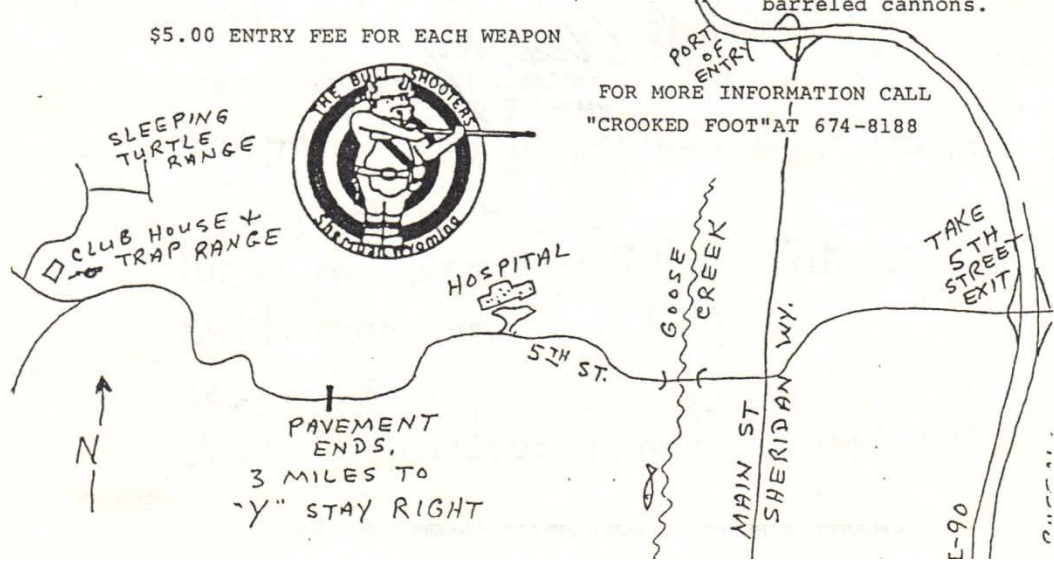 barreled cannons.
$5.00 ENTRY FEE FOR EACH WEAPON
PORT
OF
ENTRY
FOR MORE INFORMATION CALL
"CROOKED FOOT"AT 674-8188
THE BULL SHOOTERS
Sheridan Wyoming
SLEEPING
TURTLE
RANGE
CLUB HOUSE &
TRAP RANGE
HOSPITAL
GOOSE
CREEK
TAKE
5TH
STREET
EXIT
5TH ST.
PAVEMENT
ENDS.
3 MILES TO
"Y" STAY RIGHT
N
MAIN ST
SHERIDAN WY.
I-90